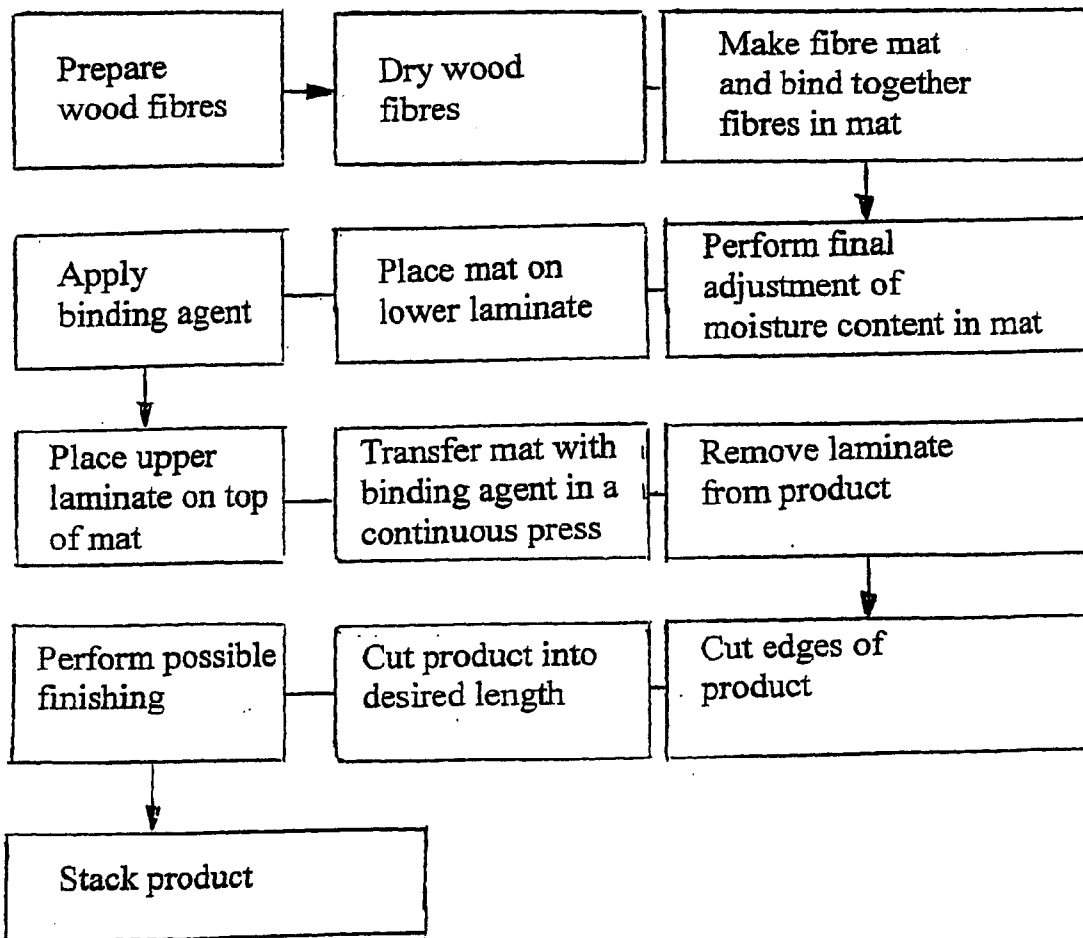 Prepare
wood fibres
Dry wood
fibres
Make fibre mat
and bind together
fibres in mat
Perform final
adjustment of
moisture content in mat
Place mat on
lower laminate
Apply
binding agent
Place upper
laminate on top
of mat
Transfer mat with
binding agent in a
continuous press
Remove laminate
from product
Cut edges of
product
Cut product into
desired length
Perform possible
finishing
Stack product